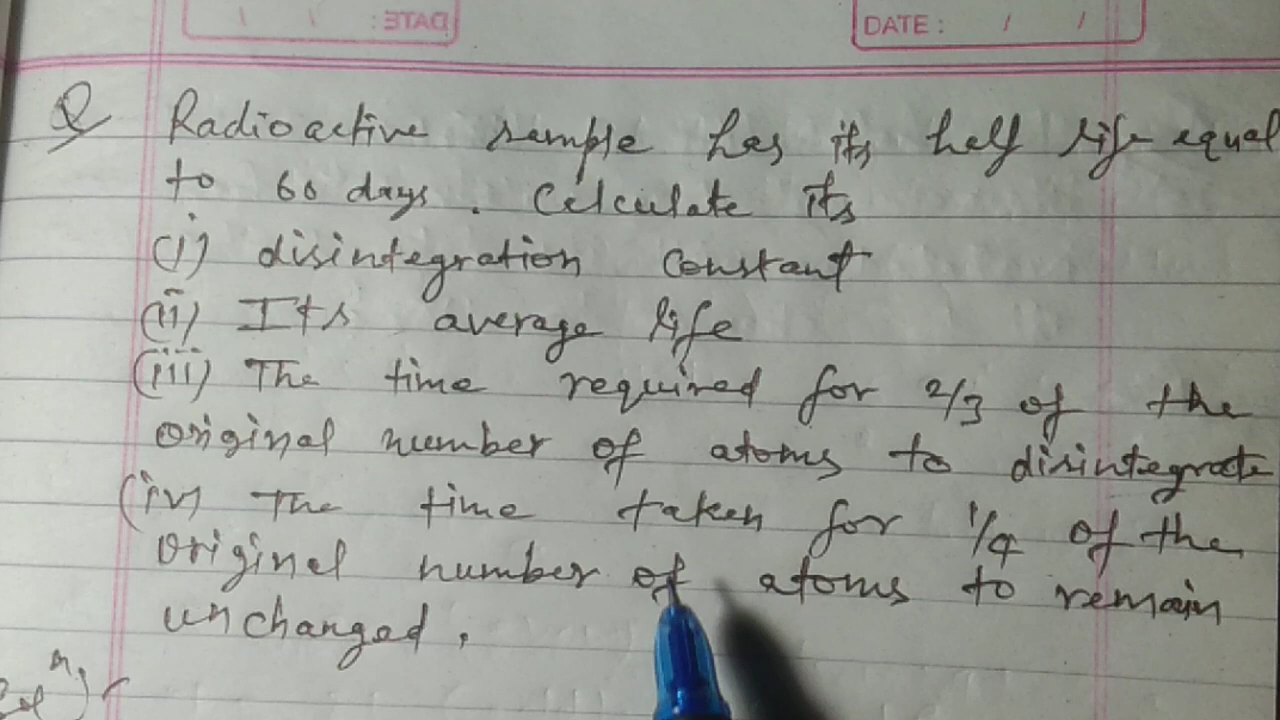 DATE: / /
DATE: / /
Q Radioactive sample has its half life equal
to 60 days. Calculate its
(i) disintegration constant
(ii) Its average life
(iii) The time required for 2/3 of the
original number of atoms to disintegrate
(iv) The time taken for 1/4 of the
original number of atoms to remain
unchanged.
Solⁿ,